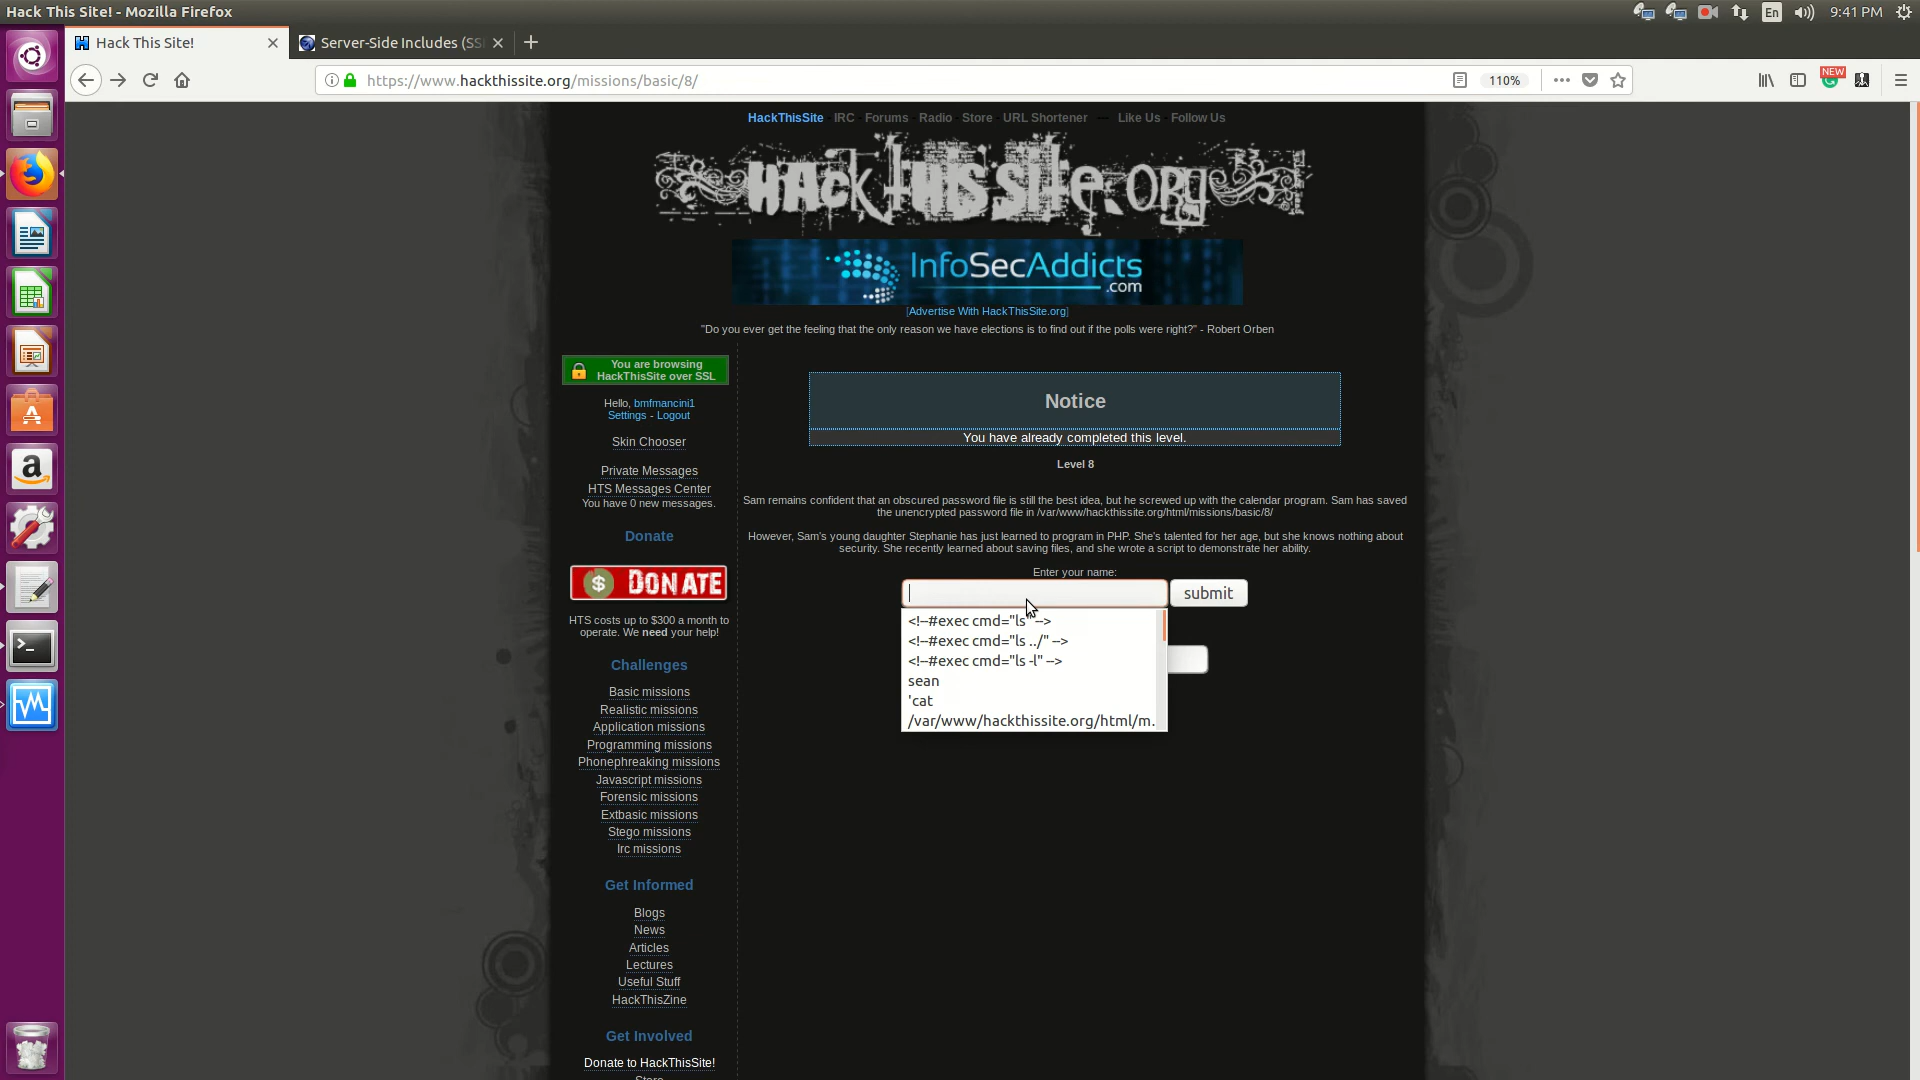 Hack This Site! - Mozilla Firefox
En
9:41 PM
Hack This Site!
Server-Side Includes (SSI
https://www.hackthissite.org/missions/basic/8/
110%
NEW
HackThisSite - IRC - Forums - Radio - Store - URL Shortener — Like Us - Follow Us
HACK THIS SITE.ORG
InfoSecAddicts
.com
[Advertise With HackThisSite.org]
"Do you ever get the feeling that the only reason we have elections is to find out if the polls were right?" - Robert Orben
You are browsing
HackThisSite over SSL
Hello, bmfmancini1
Settings - Logout
Skin Chooser
Private Messages
HTS Messages Center
You have 0 new messages.
Donate
$ DONATE
HTS costs up to $300 a month to
operate. We need your help!
Challenges
Basic missions
Realistic missions
Application missions
Programming missions
Phonephreaking missions
Javascript missions
Forensic missions
Extbasic missions
Stego missions
Irc missions
Get Informed
Blogs
News
Articles
Lectures
Useful Stuff
HackThisZine
Get Involved
Donate to HackThisSite!
Store
Notice
You have already completed this level.
Level 8
Sam remains confident that an obscured password file is still the best idea, but he screwed up with the calendar program. Sam has saved
the unencrypted password file in /var/www/hackthissite.org/html/missions/basic/8/
However, Sam's young daughter Stephanie has just learned to program in PHP. She's talented for her age, but she knows nothing about
security. She recently learned about saving files, and she wrote a script to demonstrate her ability.
Enter your name:
submit
<!--#exec cmd="ls" -->
<!--#exec cmd="ls ../" -->
<!--#exec cmd="ls -l" -->
sean
'cat
/var/www/hackthissite.org/html/m.